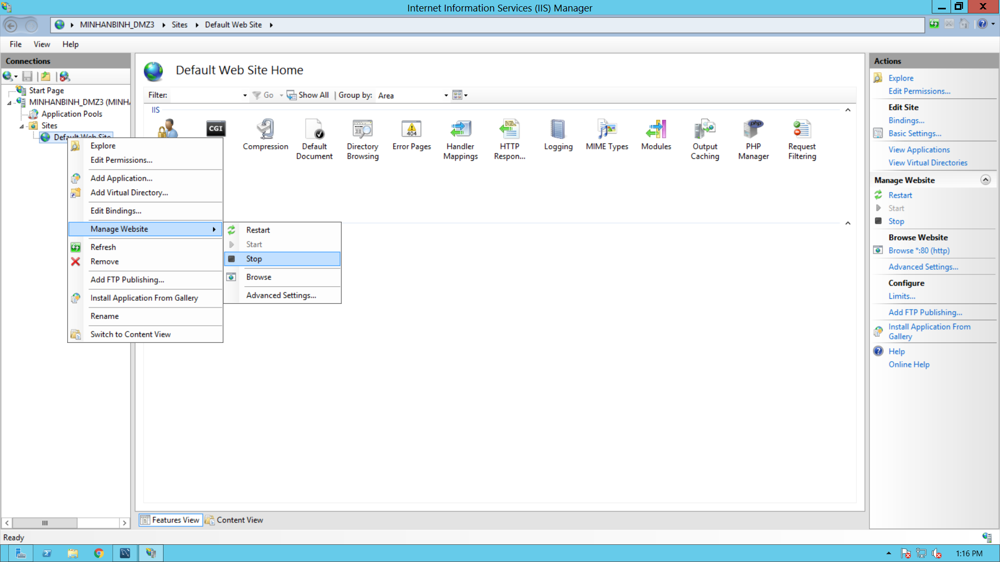 Internet Information Services (IIS) Manager
MINHANBINH_DMZ3 Sites Default Web Site
File View Help
Connections
Start Page
MINHANBINH_DMZ3 (MINHA
Application Pools
Sites
Default Web Site
Default Web Site Home
Filter: Go Show All Group by: Area
IIS
CGI
Compression
Default Document
Directory Browsing
404
Error Pages
Handler Mappings
HTTP Respon...
Logging
MIME Types
Modules
Output Caching
php
PHP Manager
Request Filtering
Explore
Edit Permissions...
Add Application...
Add Virtual Directory...
Edit Bindings...
Manage Website
Refresh
Remove
Add FTP Publishing...
Install Application From Gallery
Rename
Switch to Content View
Restart
Start
Stop
Browse
Advanced Settings...
Actions
Explore
Edit Permissions...
Edit Site
Bindings...
Basic Settings...
View Applications
View Virtual Directories
Manage Website
Restart
Start
Stop
Browse Website
Browse *:80 (http)
Advanced Settings...
Configure
Limits...
Add FTP Publishing...
Install Application From
Gallery
Help
Online Help
Features View Content View
Ready
1:16 PM